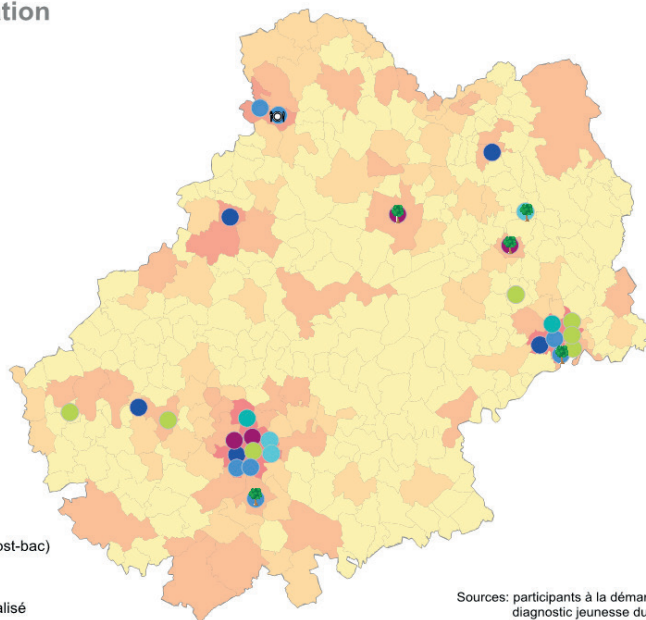 ation
ost-bac)
alisé
Sources: participants à la démar
diagnostic jeunesse du